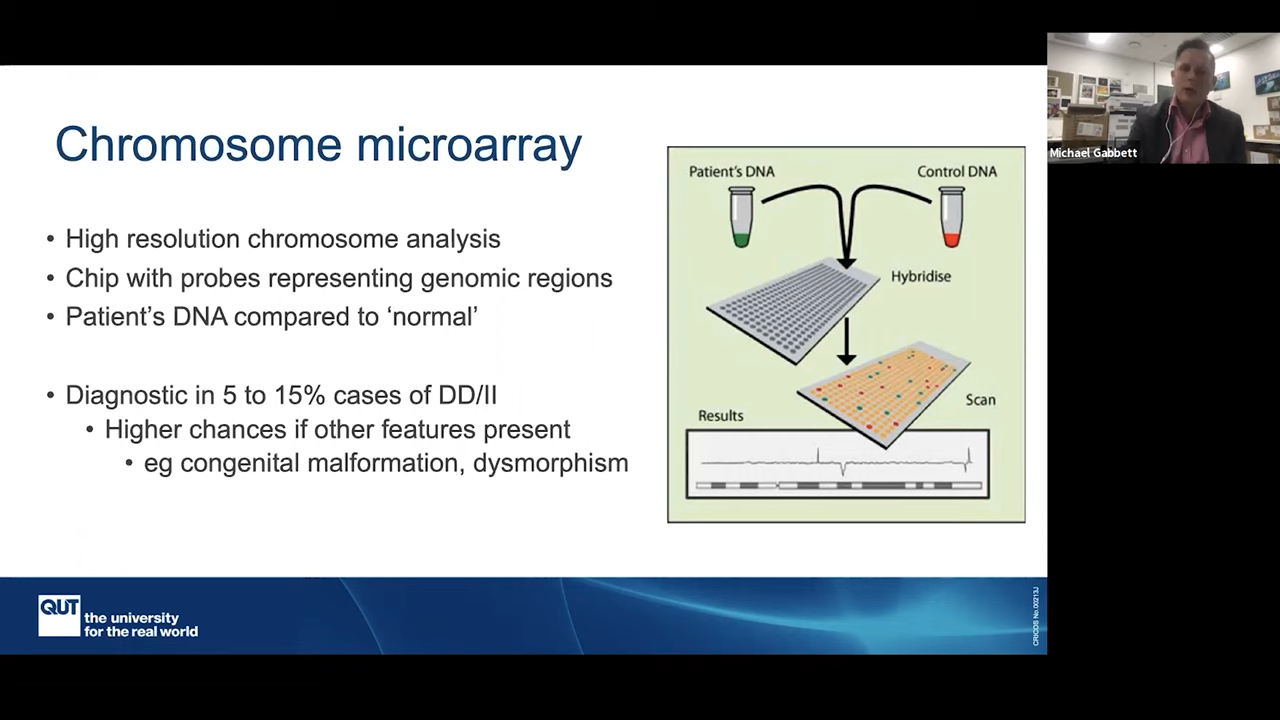 Chromosome microarray
• High resolution chromosome analysis
• Chip with probes representing genomic regions
• Patient’s DNA compared to ‘normal’
• Diagnostic in 5 to 15% cases of DD/II
• Higher chances if other features present
• eg congenital malformation, dysmorphism
Patient's DNA
Control DNA
Hybridise
Scan
Results
QUT
the university
for the real world
CRICOS No.00213J
Michael Gabbett